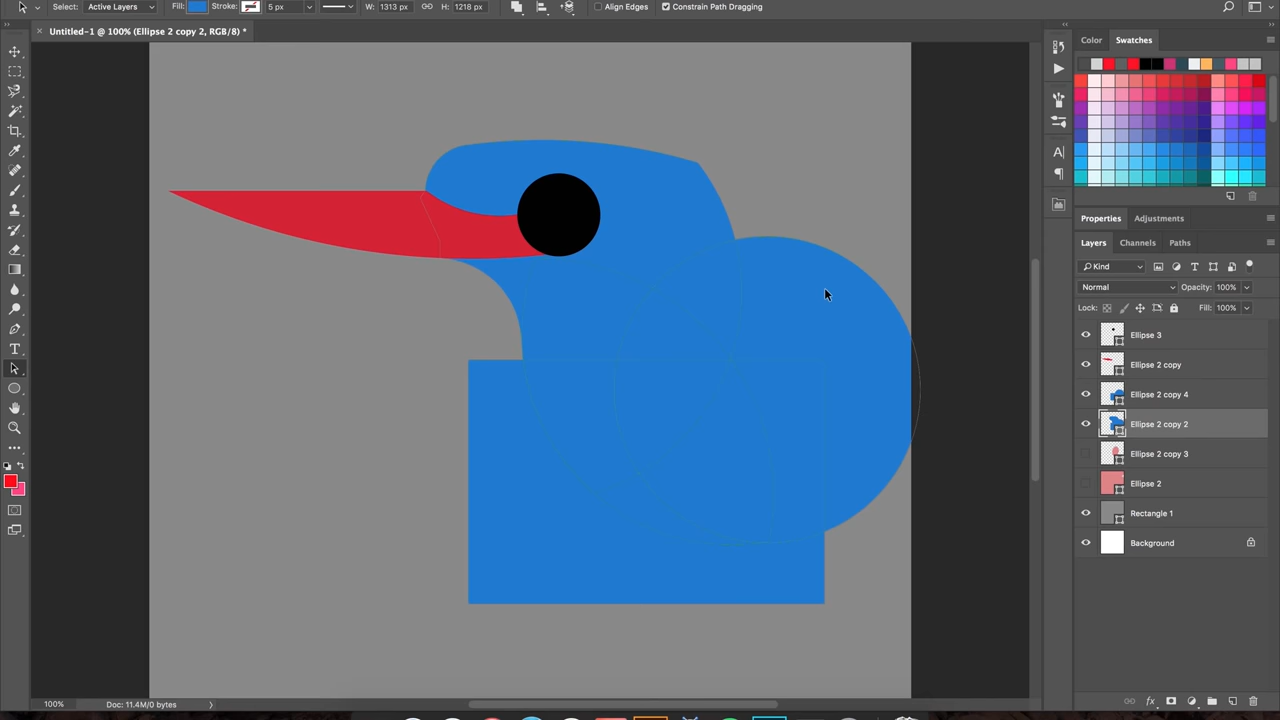 Select: Active Layers Fill: Stroke: 5 px W: 1313 px H: 1218 px Align Edges Constrain Path Dragging
Untitled-1 @ 100% (Ellipse 2 copy 2, RGB/8) *
Color Swatches
Properties Adjustments
Layers Channels Paths
Kind
Normal Opacity: 100%
Lock: Fill: 100%
Ellipse 3
Ellipse 2 copy
Ellipse 2 copy 4
Ellipse 2 copy 2
Ellipse 2 copy 3
Ellipse 2
Rectangle 1
Background
100% Doc: 11.4M/0 bytes